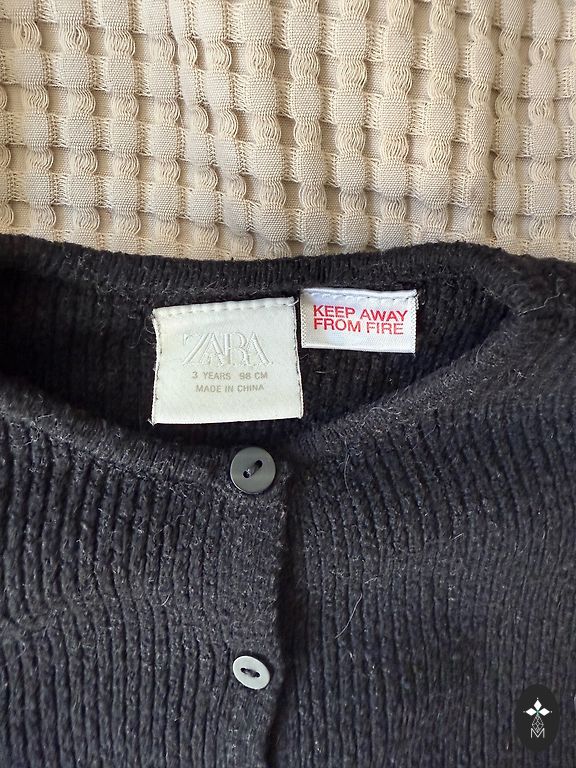 ZARA
3 YEARS 98 CM
MADE IN CHINA
KEEP AWAY
FROM FIRE